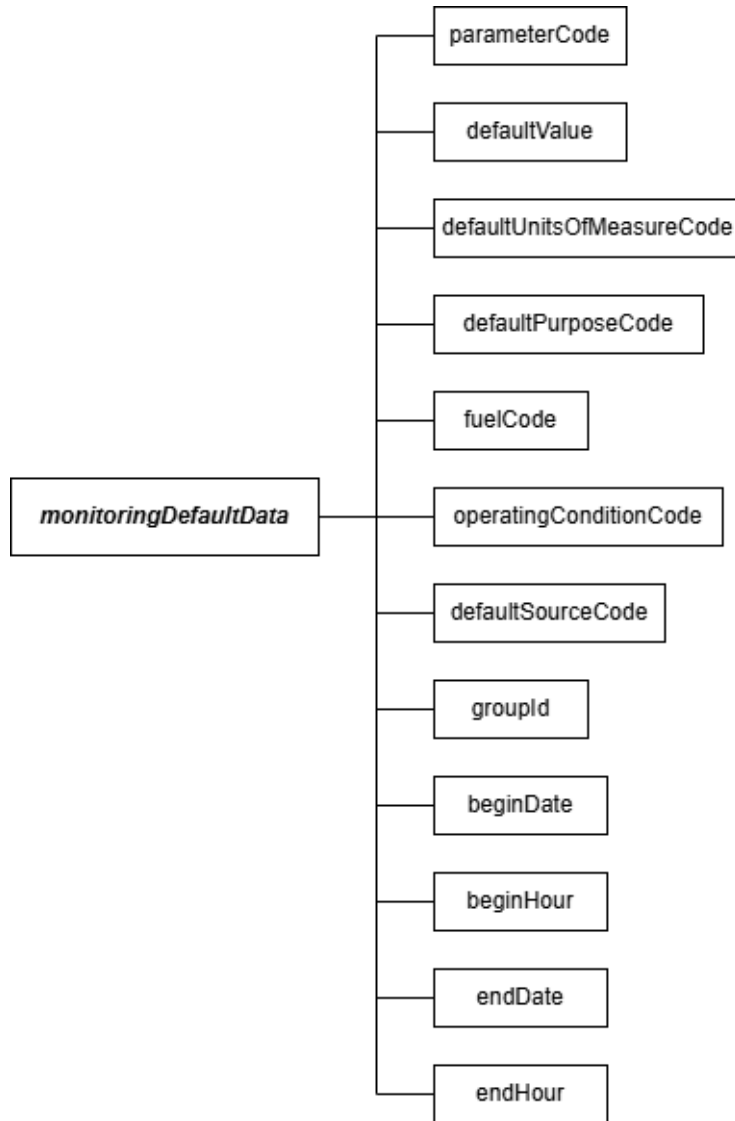 parameterCode
defaultValue
defaultUnitsOfMeasureCode
defaultPurposeCode
fuelCode
monitoringDefaultData
operatingConditionCode
defaultSourceCode
groupId
beginDate
beginHour
endDate
endHour